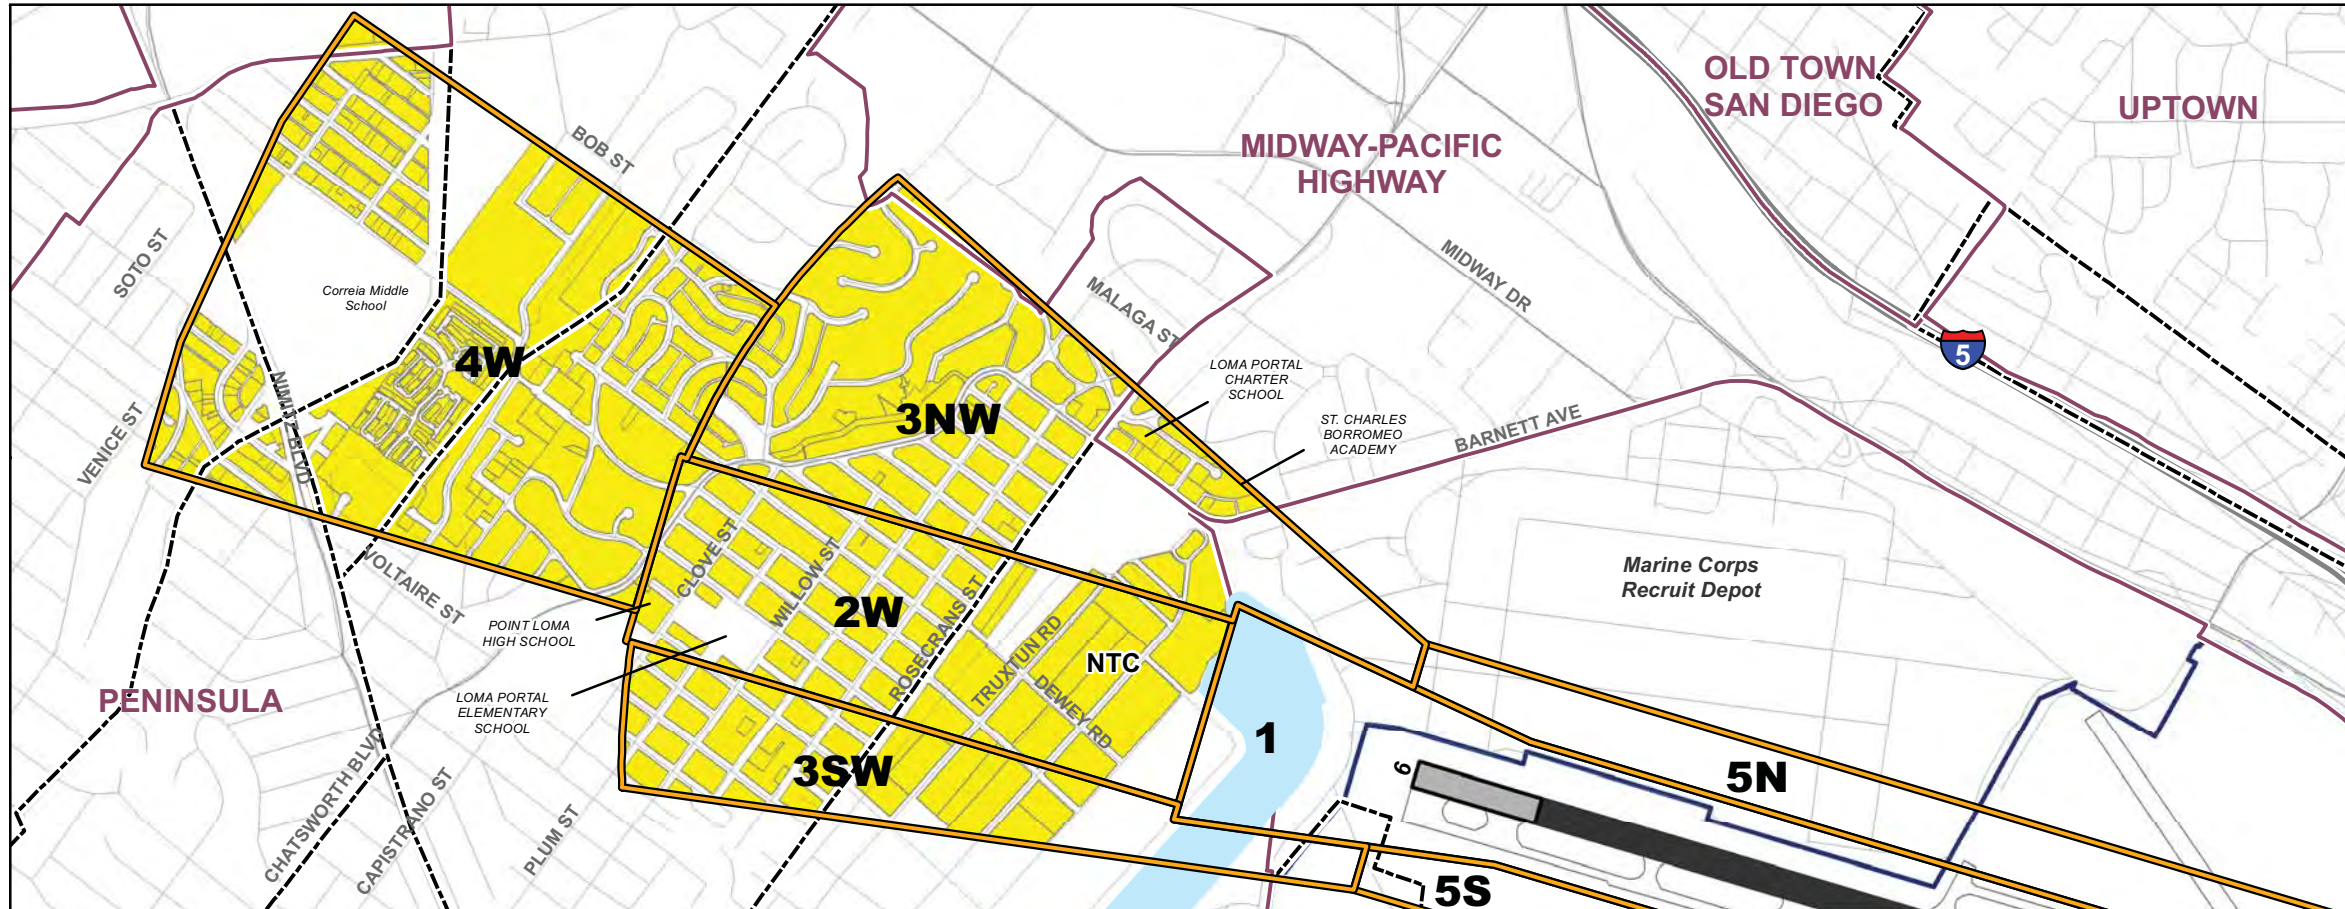 OLD TOWN
SAN DIEGO
UPTOWN
MIDWAY-PACIFIC
HIGHWAY
BOB ST
SOTO ST
Correia Middle
School
MALAGA ST
MIDWAY DR
5
4W
LOMA PORTAL
CHARTER
SCHOOL
3NW
ST. CHARLES
BORROMEO
ACADEMY
BARNETT AVE
VENICE ST
NIMITZ BLVD
VOLTAIRE ST
CLOVE ST
WILLOW ST
2W
ROSECRANS ST
Marine Corps
Recruit Depot
POINT LOMA
HIGH SCHOOL
TRUXTUN RD
NTC
DEWEY RD
PENINSULA
LOMA PORTAL
ELEMENTARY
SCHOOL
1
3SW
9
5N
CHATSWORTH BLVD
CAPISTRANO ST
PLUM ST
5S